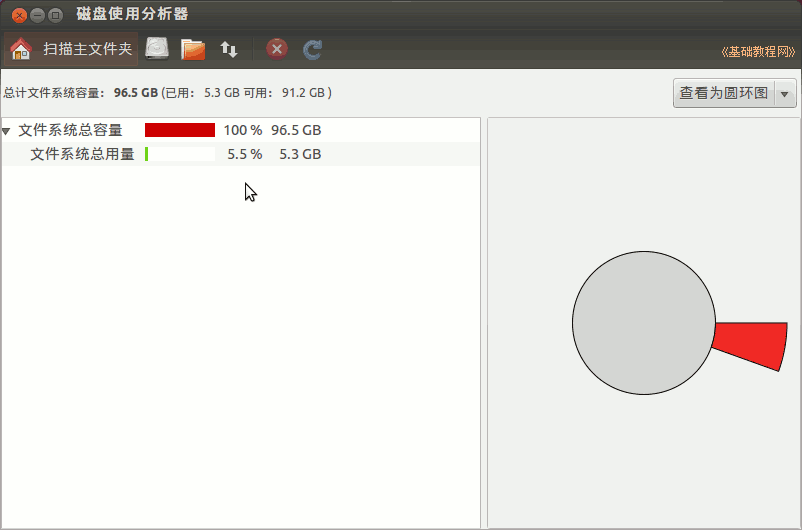 磁盘使用分析器
扫描主文件夹
《基础教程网》
总计文件系统容量： 96.5 GB (已用： 5.3 GB 可用： 91.2 GB )
查看为圆环图
文件系统总容量 100 % 96.5 GB
文件系统总用量 5.5 % 5.3 GB